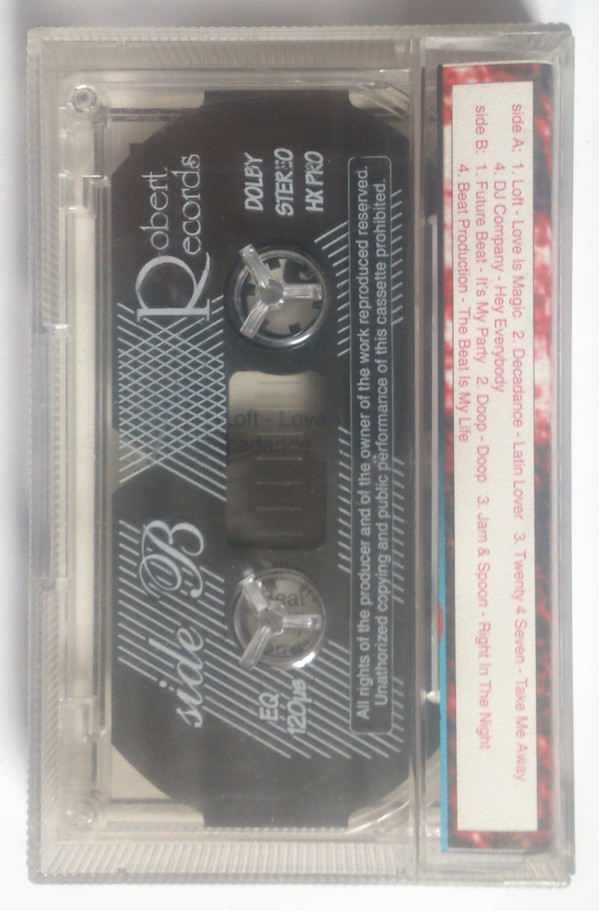 Robert
Records
DOLBY
STEREO
HX PRO
side B
EQ
120µs
All rights of the producer and of the owner of the work reproduced reserved.
Unauthorized copying and public performance of this cassette prohibited.
Loft - Love
cadance
side A: 1. Loft - Love Is Magic 2. Decadance - Latin Lover 3. Twenty 4 Seven - Take Me Away
4. DJ Company - Hey Everybody
side B: 1. Future Beat - It's My Party 2. Doop - Doop 3. Jam & Spoon - Right In The Night
4. Beat Production - The Beat Is My Life